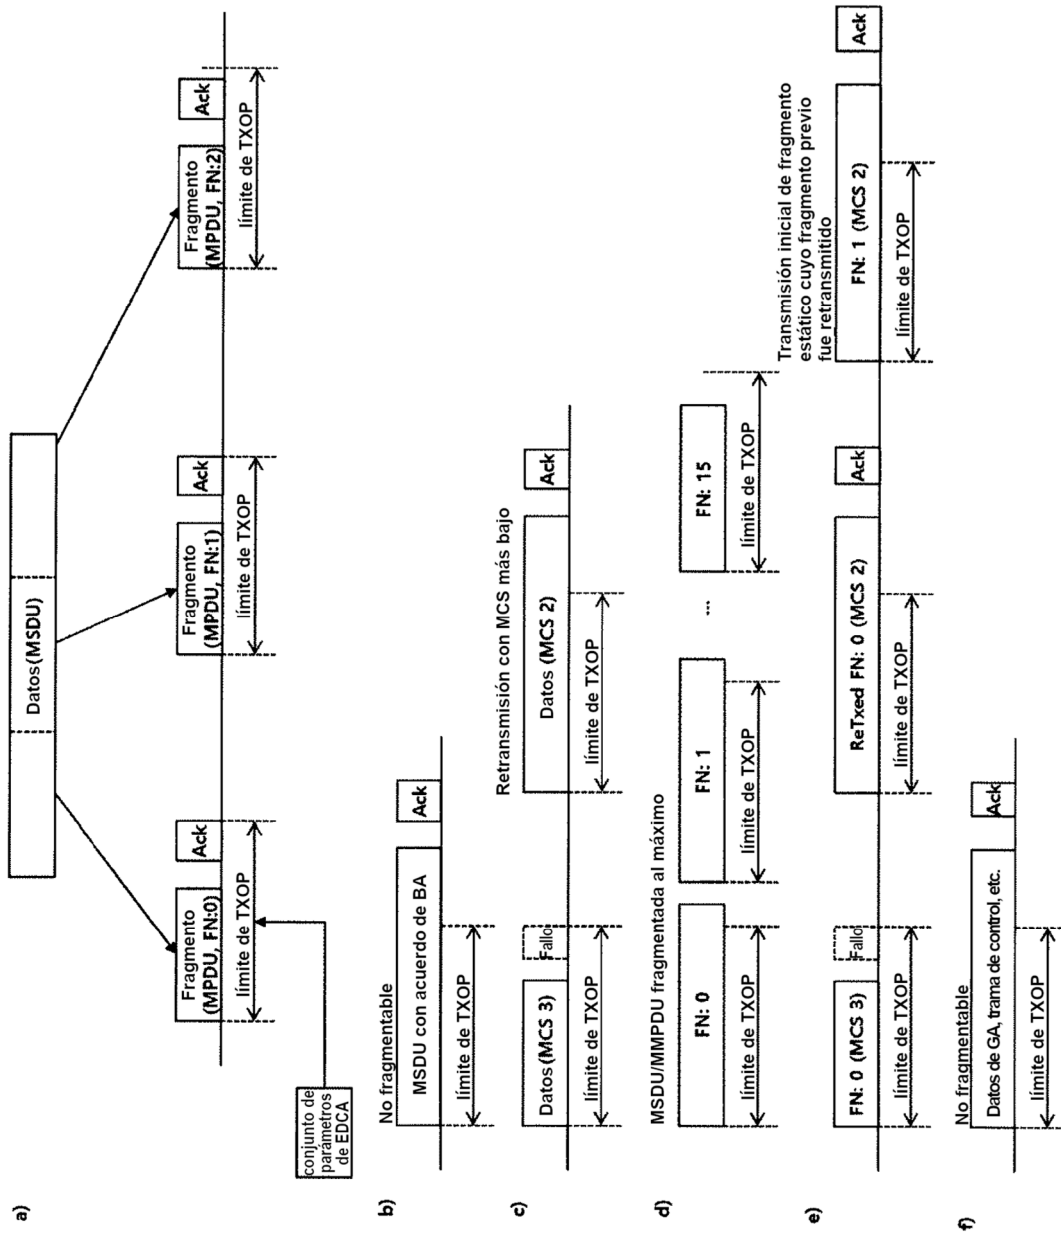 a)
Datos(MSDU)
Fragmento
(MPDU, FN:0)
Ack
límite de TXOP
Fragmento
(MPDU, FN:1)
Ack
límite de TXOP
Fragmento
(MPDU, FN:2)
Ack
límite de TXOP
conjunto de
parámetros
de EDCA
b)
No fragmentable
MSDU con acuerdo de BA
Ack
límite de TXOP
c)
Datos(MCS 3)
Fallo
límite de TXOP
Retransmisión con MCS más bajo
Datos (MCS 2)
Ack
límite de TXOP
d)
MSDU/MMPDU fragmentada al máximo
FN: 0
límite de TXOP
FN: 1
límite de TXOP
...
FN: 15
límite de TXOP
e)
FN: 0 (MCS 3)
Fallo
límite de TXOP
ReTxed FN: 0 (MCS 2)
Ack
límite de TXOP
Transmisión inicial de fragmento
estático cuyo fragmento previo
fue retransmitido
FN: 1 (MCS 2)
Ack
límite de TXOP
f)
No fragmentable
Datos de GA, trama de control, etc.
Ack
límite de TXOP